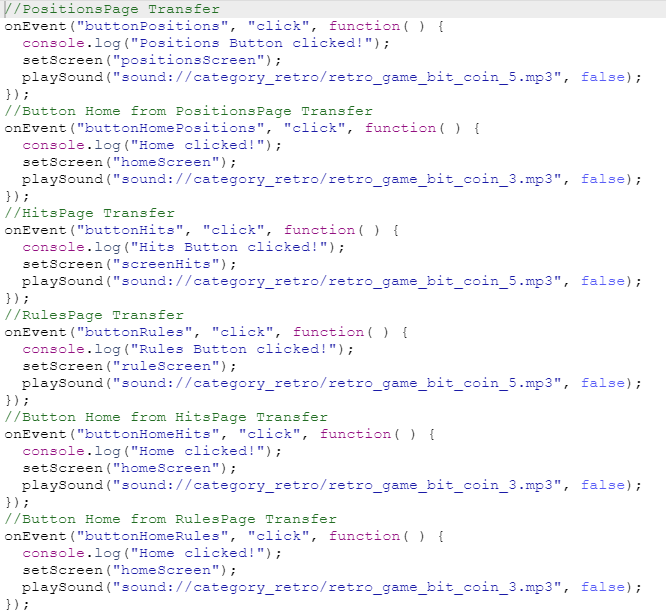 //PositionsPage Transfer
onEvent("buttonPositions", "click", function( ) {
  console.log("Positions Button clicked!");
  setScreen("positionsScreen");
  playSound("sound://category_retro/retro_game_bit_coin_5.mp3", false);
});
//Button Home from PositionsPage Transfer
onEvent("buttonHomePositions", "click", function( ) {
  console.log("Home clicked!");
  setScreen("homeScreen");
  playSound("sound://category_retro/retro_game_bit_coin_3.mp3", false);
});
//HitsPage Transfer
onEvent("buttonHits", "click", function( ) {
  console.log("Hits Button clicked!");
  setScreen("screenHits");
  playSound("sound://category_retro/retro_game_bit_coin_5.mp3", false);
});
//RulesPage Transfer
onEvent("buttonRules", "click", function( ) {
  console.log("Rules Button clicked!");
  setScreen("ruleScreen");
  playSound("sound://category_retro/retro_game_bit_coin_5.mp3", false);
});
//Button Home from HitsPage Transfer
onEvent("buttonHomeHits", "click", function( ) {
  console.log("Home clicked!");
  setScreen("homeScreen");
  playSound("sound://category_retro/retro_game_bit_coin_3.mp3", false);
});
//Button Home from RulesPage Transfer
onEvent("buttonHomeRules", "click", function( ) {
  console.log("Home clicked!");
  setScreen("homeScreen");
  playSound("sound://category_retro/retro_game_bit_coin_3.mp3", false);
});